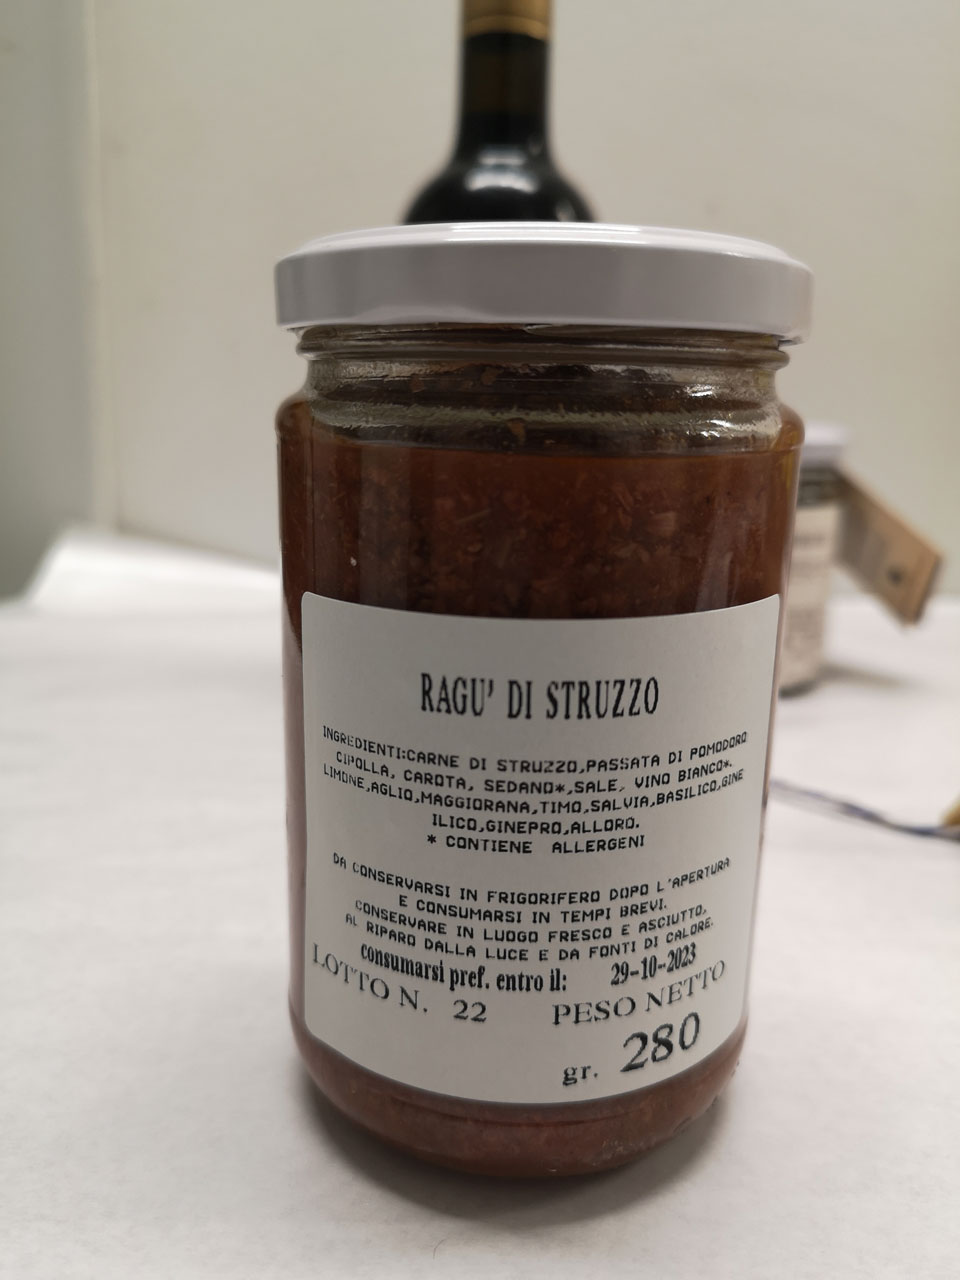 RAGU' DI STRUZZO
INGREDIENTI:CARNE DI STRUZZO,PASSATA DI POMODORO
CIPOLLA, CAROTA, SEDANO*,SALE, VINO BIANCO*.
LIMONE,AGLIO,MAGGIORANA,TIMO,SALVIA,BASILICO,GINE
ILICO,GINEPRO,ALLORO.
* CONTIENE ALLERGENI
DA CONSERVARSI IN FRIGORIFERO DOPO L'APERTURA
E CONSUMARSI IN TEMPI BREVI.
CONSERVARE IN LUOGO FRESCO E ASCIUTTO,
AL RIPARO DALLA LUCE E DA FONTI DI CALORE.
consumarsi pref. entro il: 29-10-2023
LOTTO N. 22 PESO NETTO
gr. 280